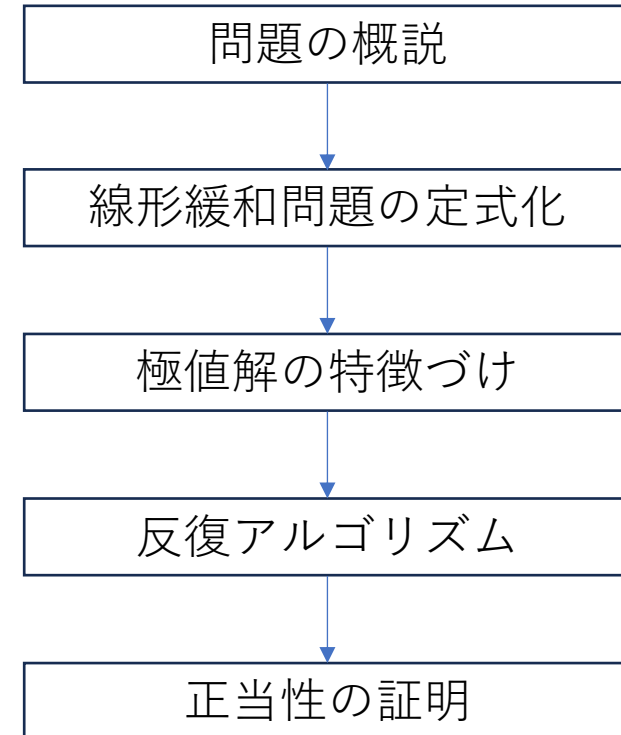 問題の概説
線形緩和問題の定式化
極値解の特徴づけ
反復アルゴリズム
正当性の証明